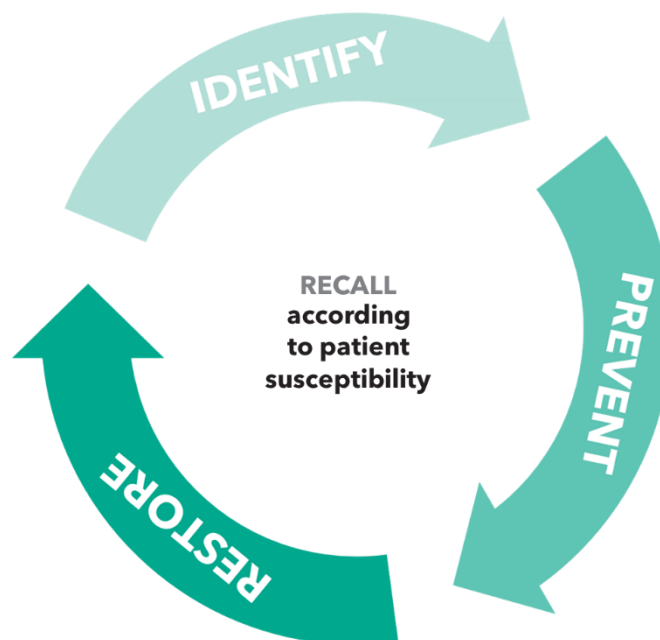 IDENTIFY
PREVENT
RESTORE
RECALL
according
to patient
susceptibility